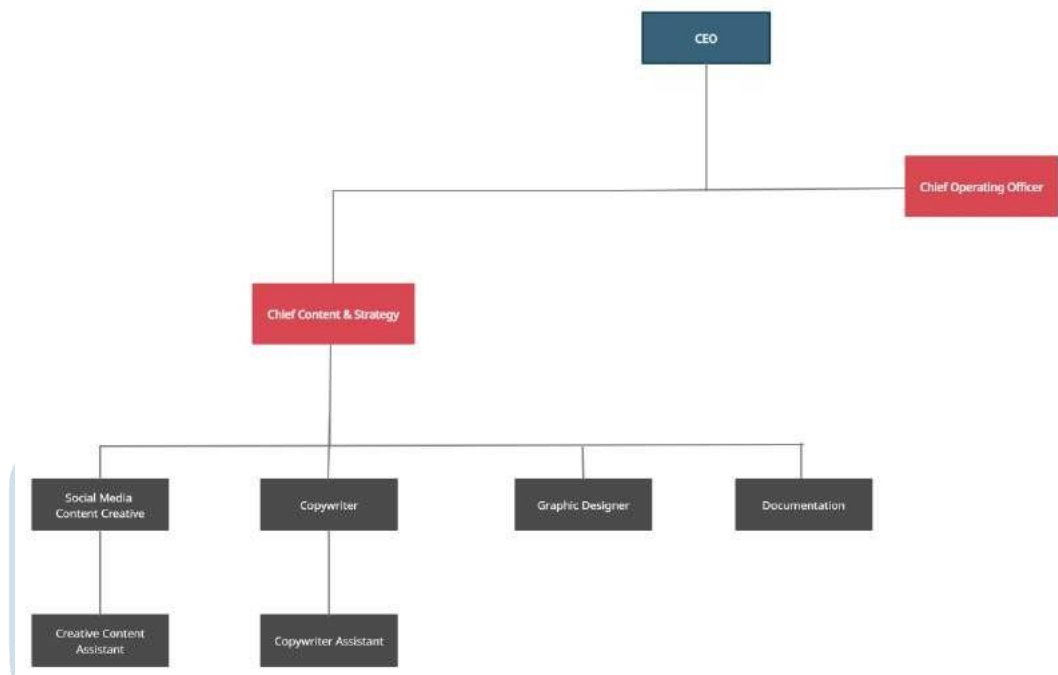 CEO
Chief Operating Officer
Chief Content & Strategy
Social Media
Content Creative
Copywriter
Graphic Designer
Documentation
Creative Content
Assistant
Copywriter Assistant